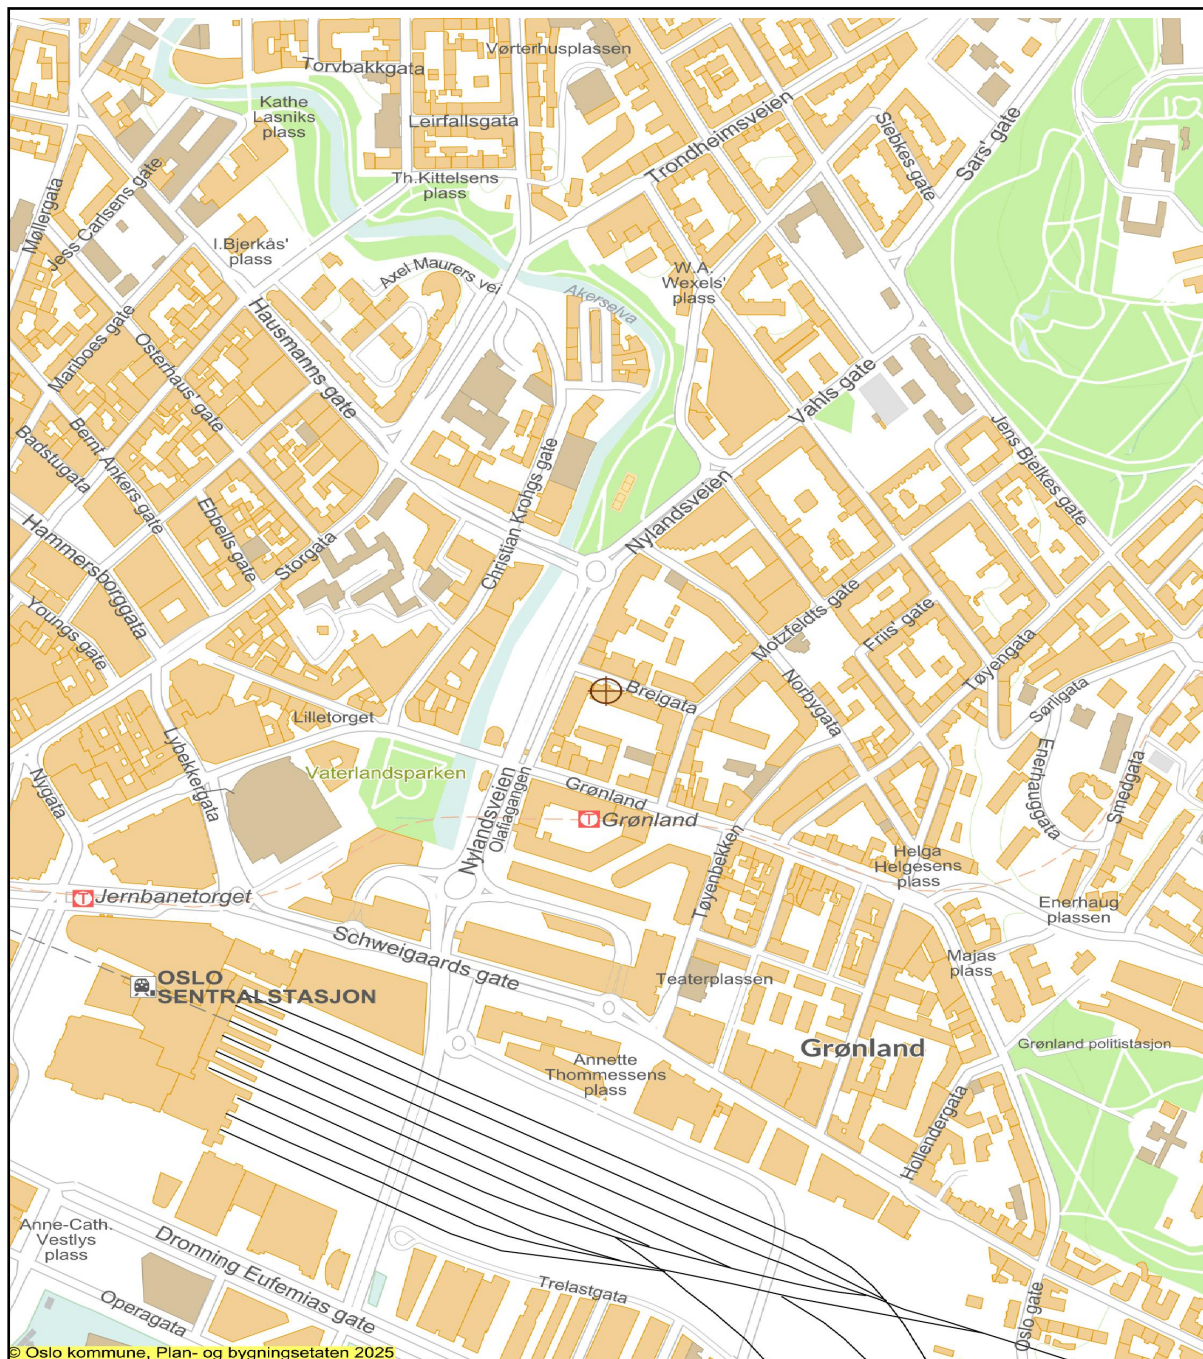 Vørterhusplassen
Torvbakkgata
Kathe
Lasniks
plass
Leirfallsgata
Trondheimsveien
Siebkes gate
Sars' gate
Th.Kittelsens
plass
Møllergata
Jess Carlsens gate
I.Bjerkås'
plass
Axel Maurers vei
Akerselva
W.A.
Wexels'
plass
Mariboes gate
Osterhaus' gate
Hausmanns gate
Vahls gate
Badstugata
Bernt Ankers gate
Jens Bjelkes gate
Ebbells gate
Storgata
Christian Krohgs gate
Nylandsveien
Hammersborggata
Youngs gate
Motzfeldts gate
Friis' gate
Tøyengata
Norbygata
Breigata
Sørligata
Lilletorget
Lybekkergata
Enerhauggata
Smedgata
Vaterlandsparken
Nygata
Nylandsveien
Olafiagangen
Grønland
T Grønland
Tøyenbekken
Helga
Helgesens
plass
T Jernbanetorget
Enerhaug
plassen
Schweigaards gate
Majas
plass
Teaterplassen
OSLO
SENTRALSTASJON
Grønland
Grønland politistasjon
Annette
Thommessens
plass
Hollendergata
Anne-Cath.
Vestlys
plass
Dronning Eufemias gate
Trelastgata
Operagata
Oslo gate
© Oslo kommune, Plan- og bygningsetaten 2025